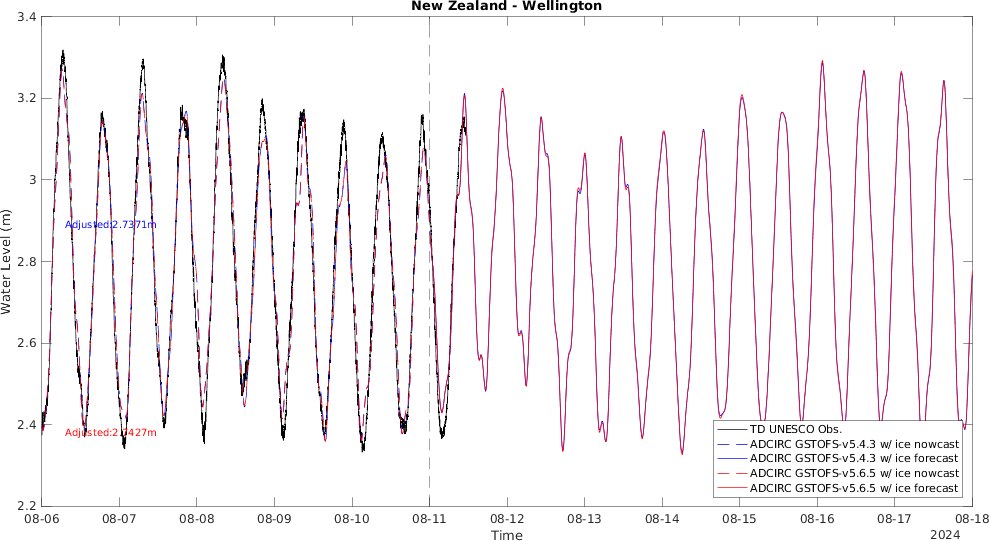 New Zealand - Wellington
3.4
3.2
3
2.8
2.6
2.4
2.2
Water Level (m)
Adjusted:2.7371m
Adjusted:2.7427m
TD UNESCO Obs.
ADCIRC GSTOFS-v5.4.3 w/ ice nowcast
ADCIRC GSTOFS-v5.4.3 w/ ice forecast
ADCIRC GSTOFS-v5.6.5 w/ ice nowcast
ADCIRC GSTOFS-v5.6.5 w/ ice forecast
08-06 08-07 08-08 08-09 08-10 08-11 08-12 08-13 08-14 08-15 08-16 08-17 08-18
Time
2024